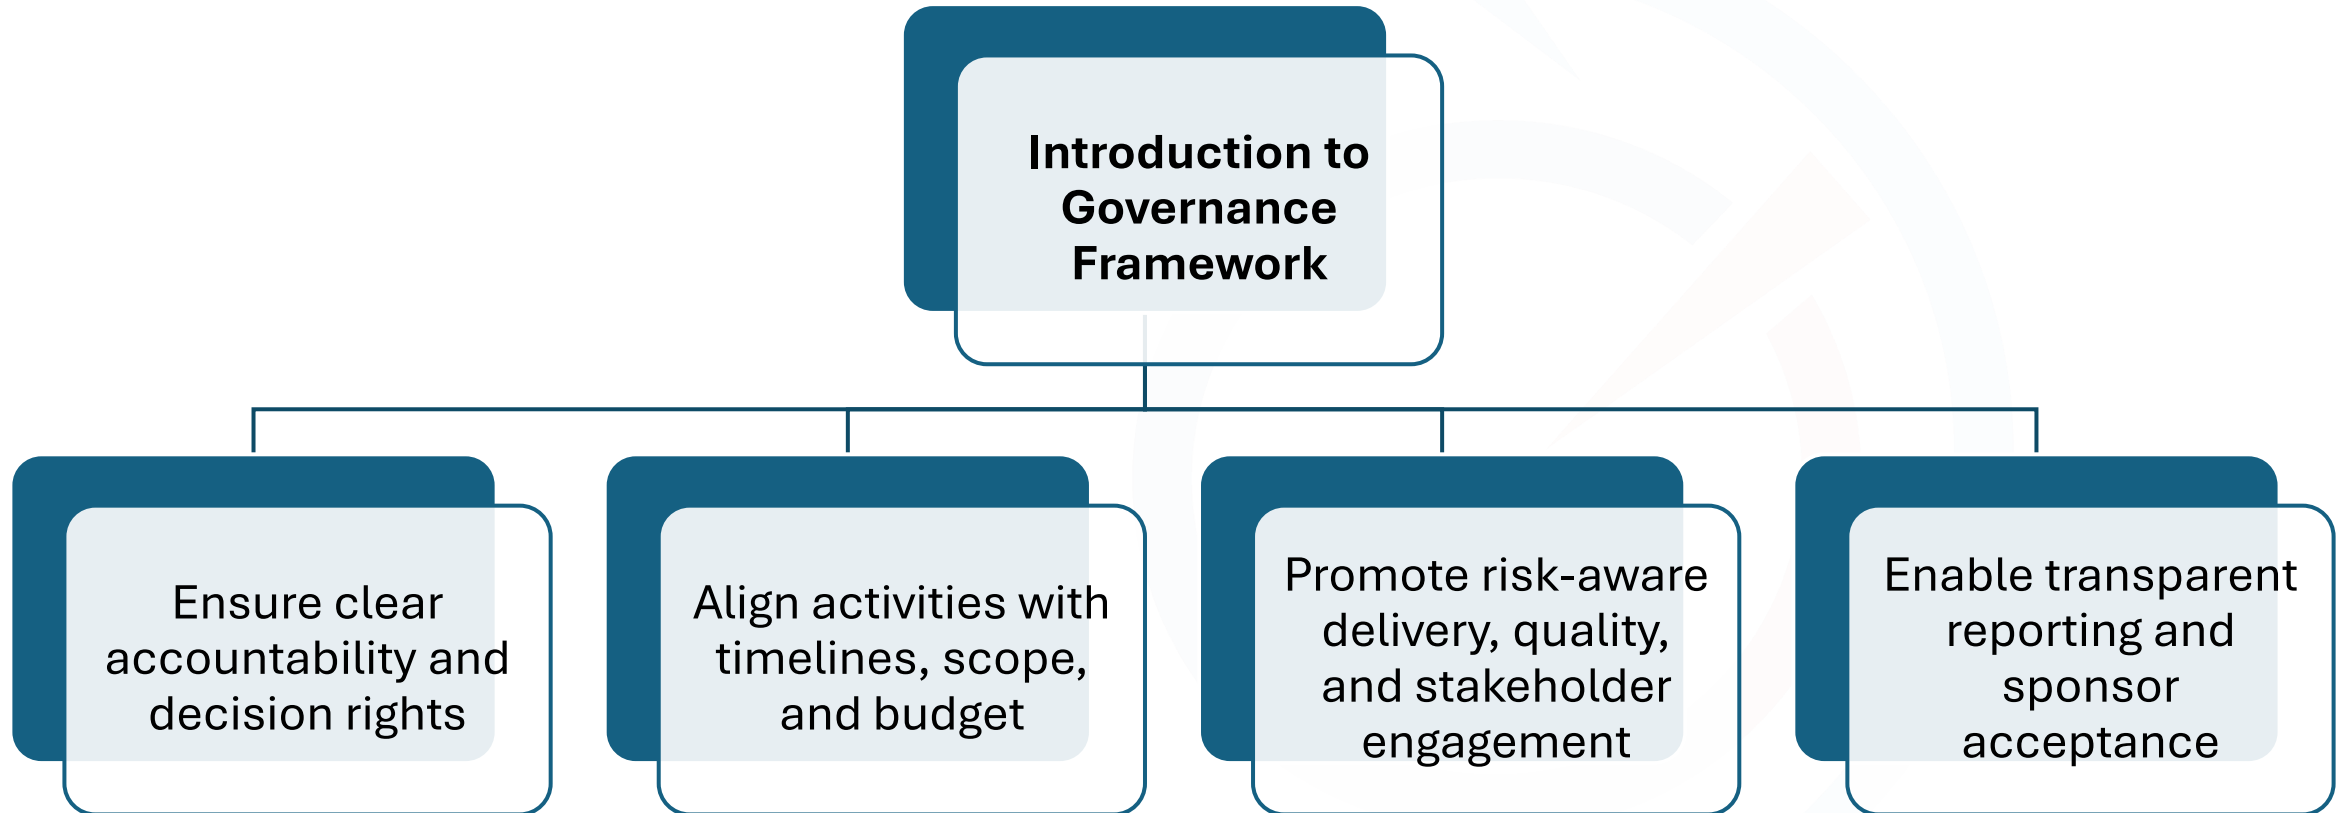 Introduction to
Governance
Framework
Ensure clear
accountability and
decision rights
Align activities with
timelines, scope,
and budget
Promote risk-aware
delivery, quality,
and stakeholder
engagement
Enable transparent
reporting and
sponsor
acceptance